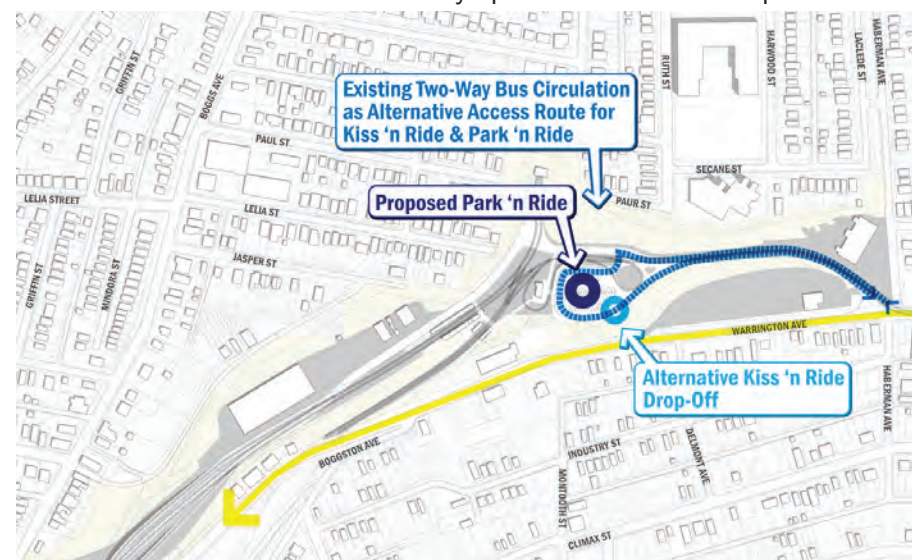 GRIFFIN ST
BOGGS AVE
RUTH ST
HARWOOD ST
LACLEDE ST
HABERMAN AVE
Existing Two-Way Bus Circulation
as Alternative Access Route for
Kiss 'n Ride & Park 'n Ride
PAUL ST
SECANE ST
LELIA STREET
Proposed Park 'n Ride
PAUR ST
LELIA ST
JASPER ST
GRIFFIN ST
MINDORA ST
WARRINGTON AVE
Alternative Kiss 'n Ride
Drop-Off
HABERMAN AVE
BOGGSTON AVE
INDUSTRY ST
DELMONT AVE
MONTOOTH ST
CLIMAX ST